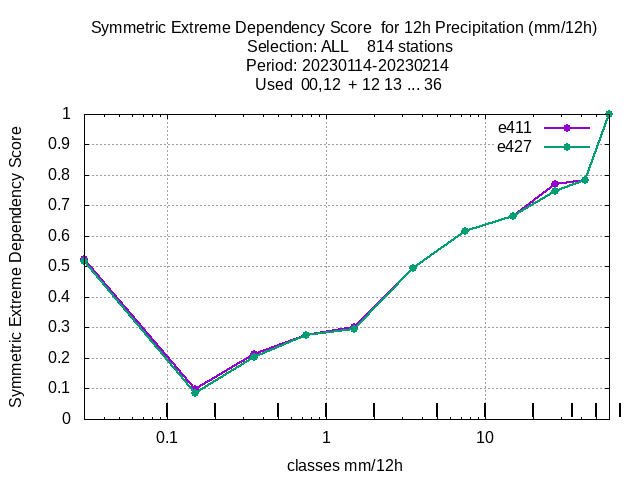 Symmetric Extreme Dependency Score  for 12h Precipitation (mm/12h)
Selection: ALL    814 stations
Period: 20230114-20230214
Used  00,12  + 12 13 ... 36
e411
e427
1
0.9
0.8
0.7
0.6
0.5
0.4
0.3
0.2
0.1
0
Symmetric Extreme Dependency Score
0.1
1
10
classes mm/12h